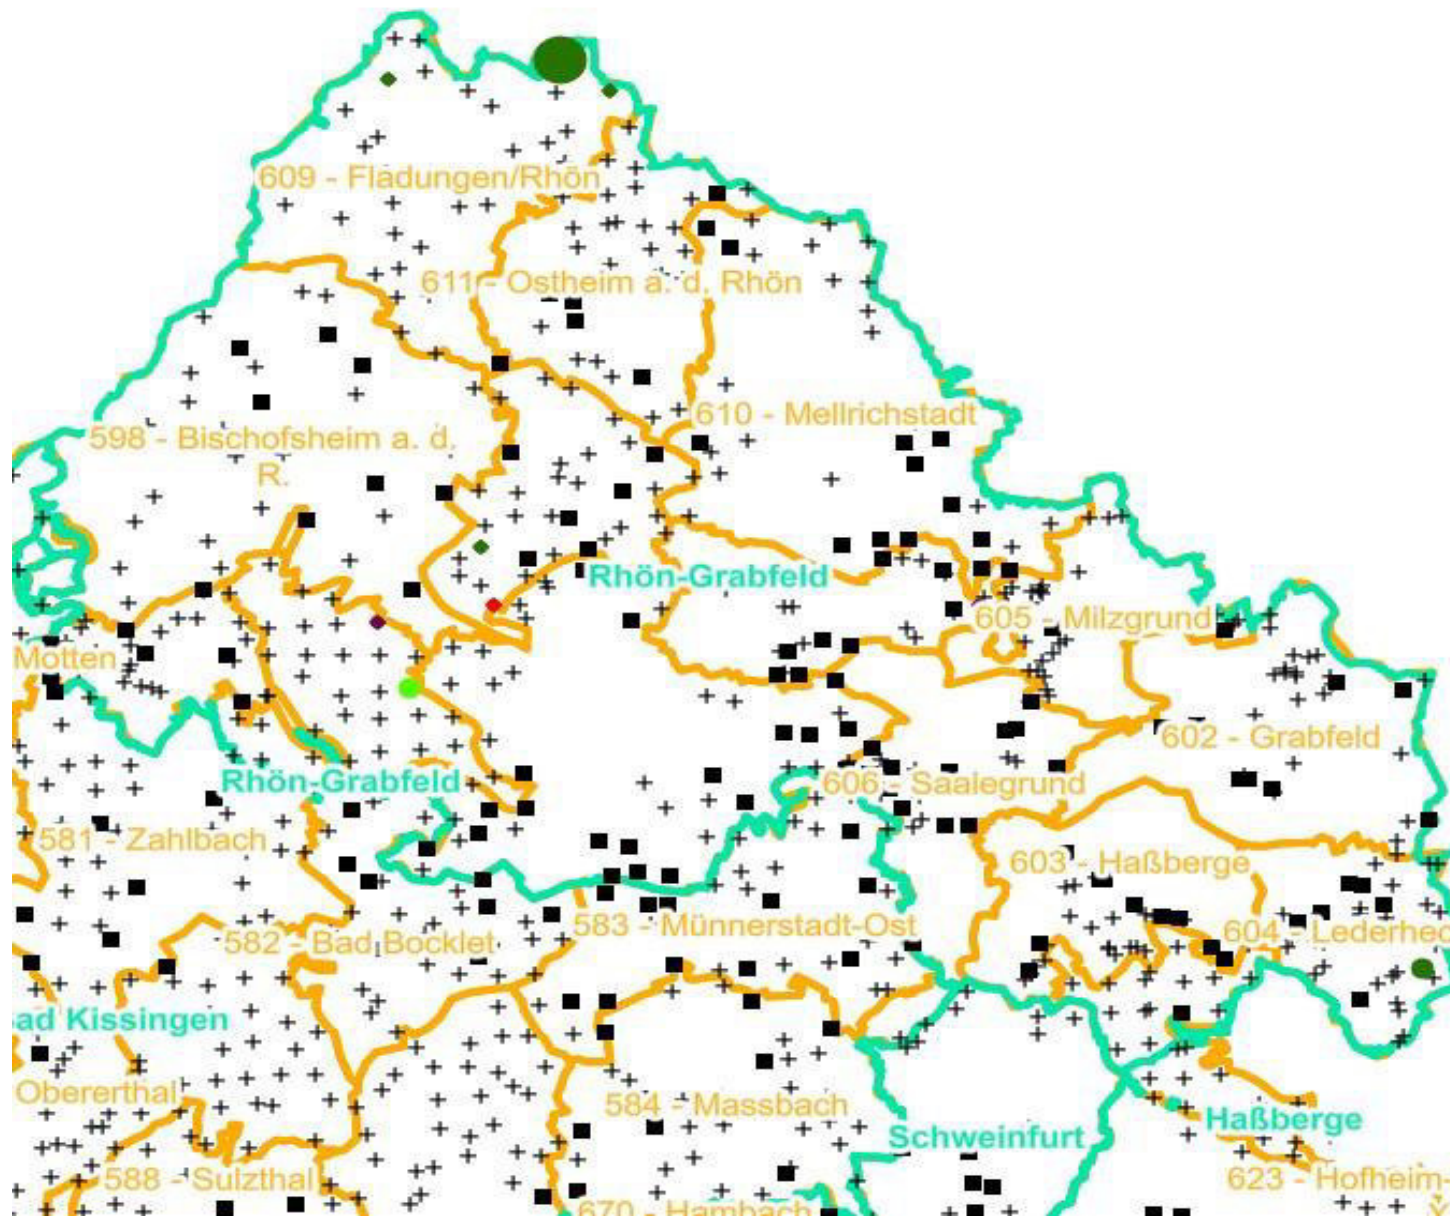 609 - Fladungen/Rhön
611 - Ostheim a. d. Rhön
610 - Mellrichstadt
598 - Bischofsheim a. d.
R.
Rhön-Grabfeld
605 - Milzgrund
Motten
602 - Grabfeld
Rhön-Grabfeld
606 - Saalegrund
581 - Zahlbach
603 - Haßberge
583 - Münnerstadt-Ost
604 - Lederhec
582 - Bad Bocklet
ad Kissingen
Obererthal
584 - Massbach
Haßberge
Schweinfurt
588 - Sulzthal
623 - Hofheim-
670 - Hambach